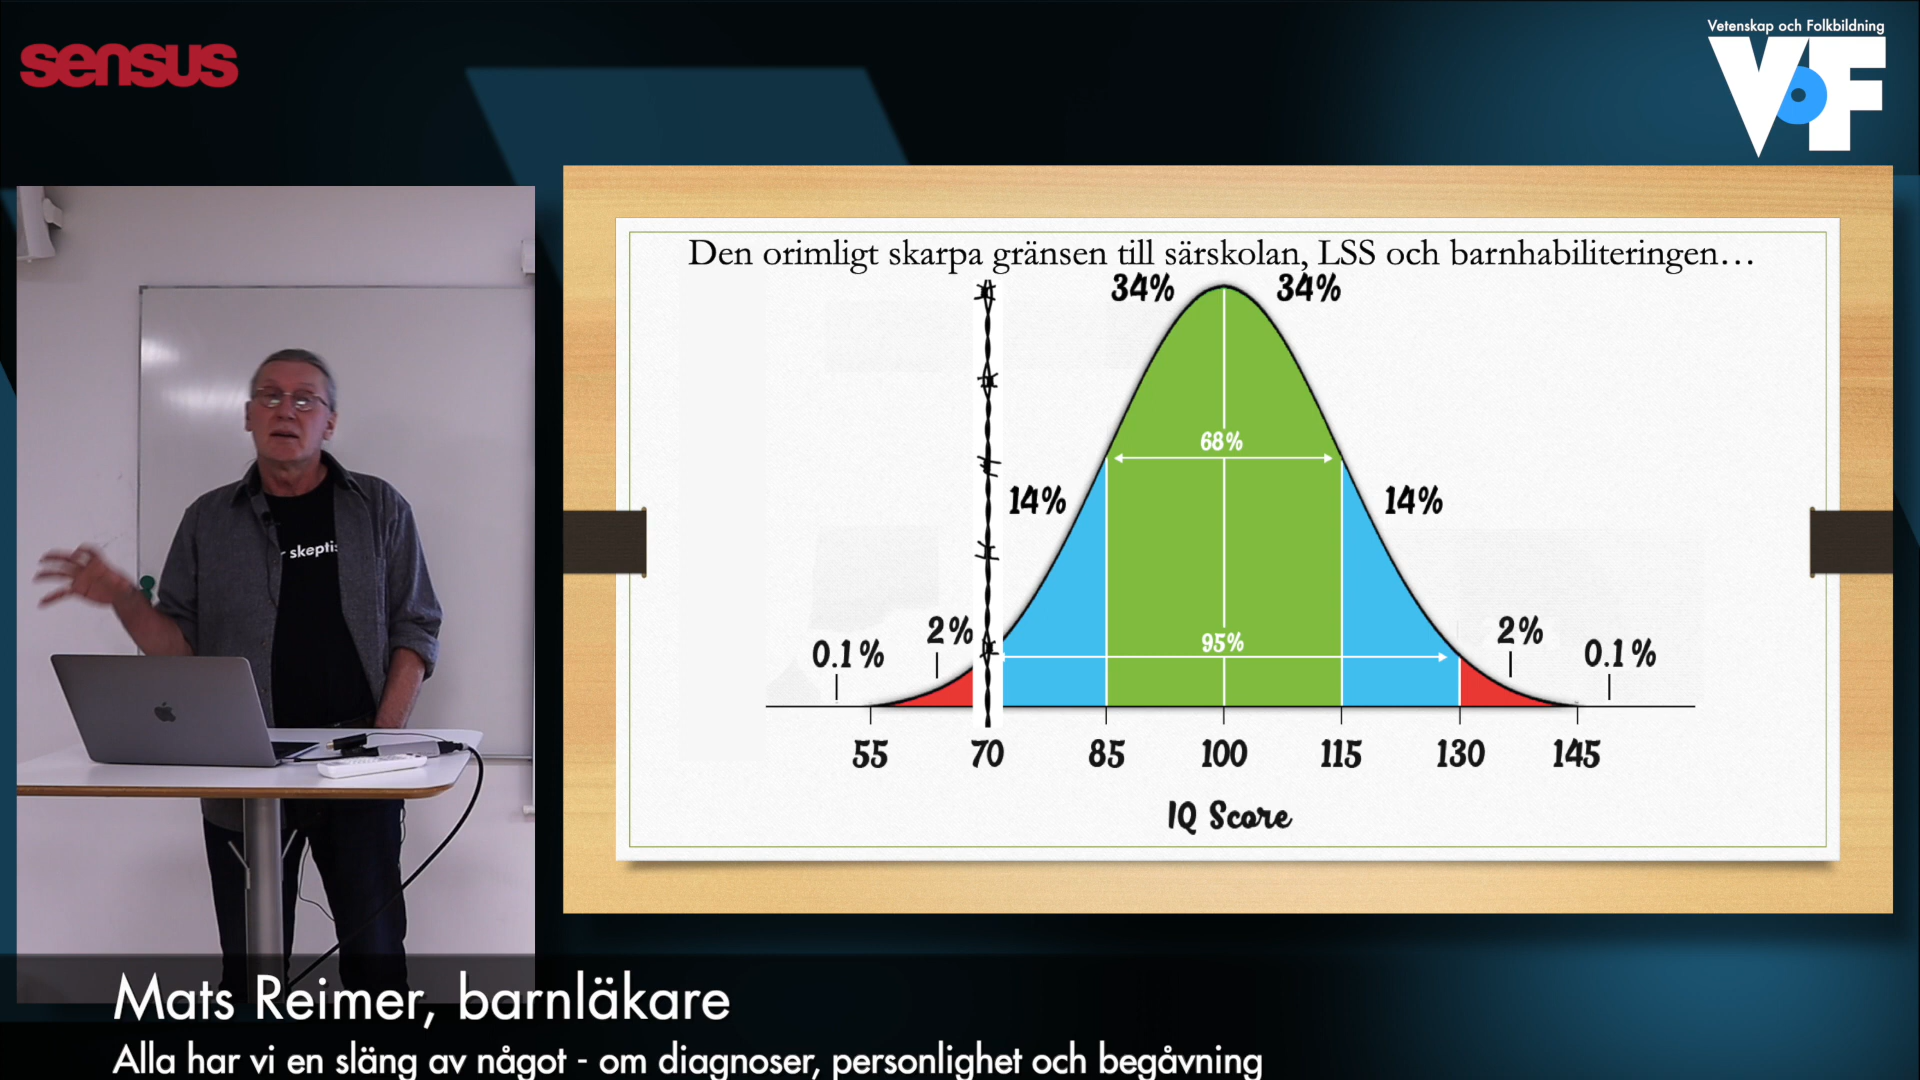 sensus
Vetenskap och Folkbildning
VoF
Den orimligt skarpa gränsen till särskolan, LSS och barnhabiliteringen…
34% 34%
68%
14% 14%
95%
2% 2%
0.1% 0.1%
55 70 85 100 115 130 145
IQ Score
r skeptis
Mats Reimer, barnläkare
Alla har vi en släng av något - om diagnoser, personlighet och begåvning